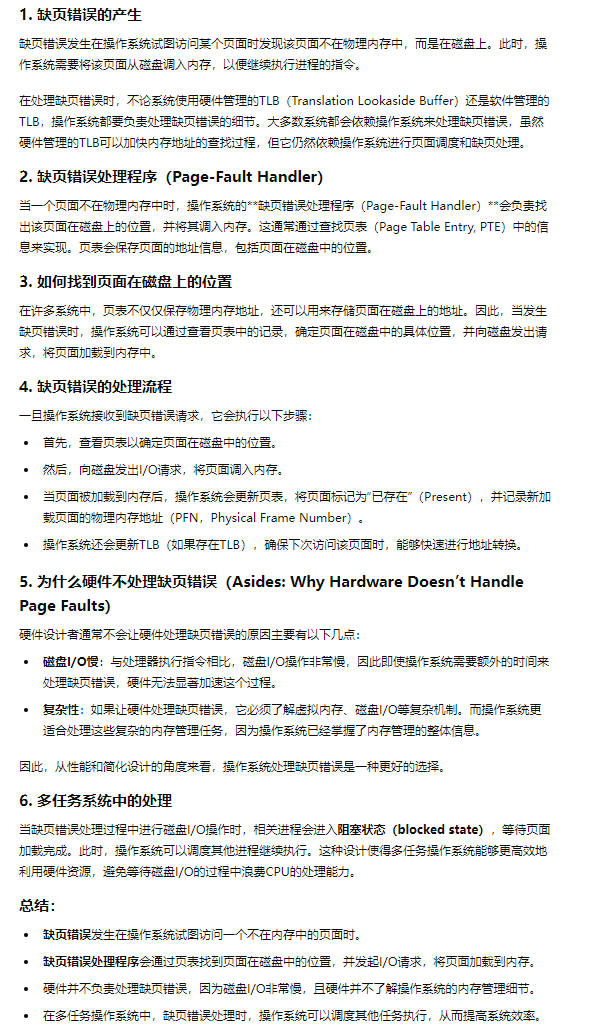 1. 缺页错误的产生
缺页错误发生在操作系统试图访问某个页面时发现该页面不在物理内存中，而是在磁盘上。此时，操
作系统需要将该页面从磁盘调入内存，以便继续执行进程的指令。
在处理缺页错误时，不论系统使用硬件管理的TLB（Translation Lookaside Buffer）还是软件管理的
TLB，操作系统都要负责处理缺页错误的细节。大多数系统都会依赖操作系统来处理缺页错误，虽然
硬件管理的TLB可以加快内存地址的查找过程，但它仍然依赖操作系统进行页面调度和缺页处理。
2. 缺页错误处理程序（Page-Fault Handler）
当一个页面不在物理内存中时，操作系统的**缺页错误处理程序（Page-Fault Handler）**会负责找
出该页面在磁盘上的位置，并将其调入内存。这通常通过查找页表（Page Table Entry, PTE）中的信
息来实现。页表会保存页面的地址信息，包括页面在磁盘中的位置。
3. 如何找到页面在磁盘上的位置
在许多系统中，页表不仅仅保存物理内存地址，还可以用来存储页面在磁盘上的地址。因此，当发生
缺页错误时，操作系统可以通过查看页表中的记录，确定页面在磁盘中的具体位置，并向磁盘发出请
求，将页面加载到内存中。
4. 缺页错误的处理流程
一旦操作系统接收到缺页错误请求，它会执行以下步骤：
• 首先，查看页表以确定页面在磁盘中的位置。
• 然后，向磁盘发出I/O请求，将页面调入内存。
• 当页面被加载到内存后，操作系统会更新页表，将页面标记为“已存在”（Present），并记录新加
载页面的物理内存地址（PFN，Physical Frame Number）。
• 操作系统还会更新TLB（如果存在TLB），确保下次访问该页面时，能够快速进行地址转换。
5. 为什么硬件不处理缺页错误（Asides: Why Hardware Doesn’t Handle
Page Faults）
硬件设计者通常不会让硬件处理缺页错误的原因主要有以下几点：
• 磁盘I/O慢：与处理器执行指令相比，磁盘I/O操作非常慢，因此即使操作系统需要额外的时间来
处理缺页错误，硬件无法显著加速这个过程。
• 复杂性：如果让硬件处理缺页错误，它必须了解虚拟内存、磁盘I/O等复杂机制。而操作系统更
适合处理这些复杂的内存管理任务，因为操作系统已经掌握了内存管理的整体信息。
因此，从性能和简化设计的角度来看，操作系统处理缺页错误是一种更好的选择。
6. 多任务系统中的处理
当缺页错误处理过程中进行磁盘I/O操作时，相关进程会进入阻塞状态（blocked state），等待页面
加载完成。此时，操作系统可以调度其他进程继续执行。这种设计使得多任务操作系统能够更高效地
利用硬件资源，避免等待磁盘I/O的过程中浪费CPU的处理能力。
总结：
• 缺页错误发生在操作系统试图访问一个不在内存中的页面时。
• 缺页错误处理程序会通过页表找到页面在磁盘中的位置，并发起I/O请求，将页面加载到内存。
• 硬件并不负责处理缺页错误，因为磁盘I/O非常慢，且硬件并不了解操作系统的内存管理细节。
• 在多任务操作系统中，缺页错误处理时，操作系统可以调度其他任务执行，从而提高系统效率。